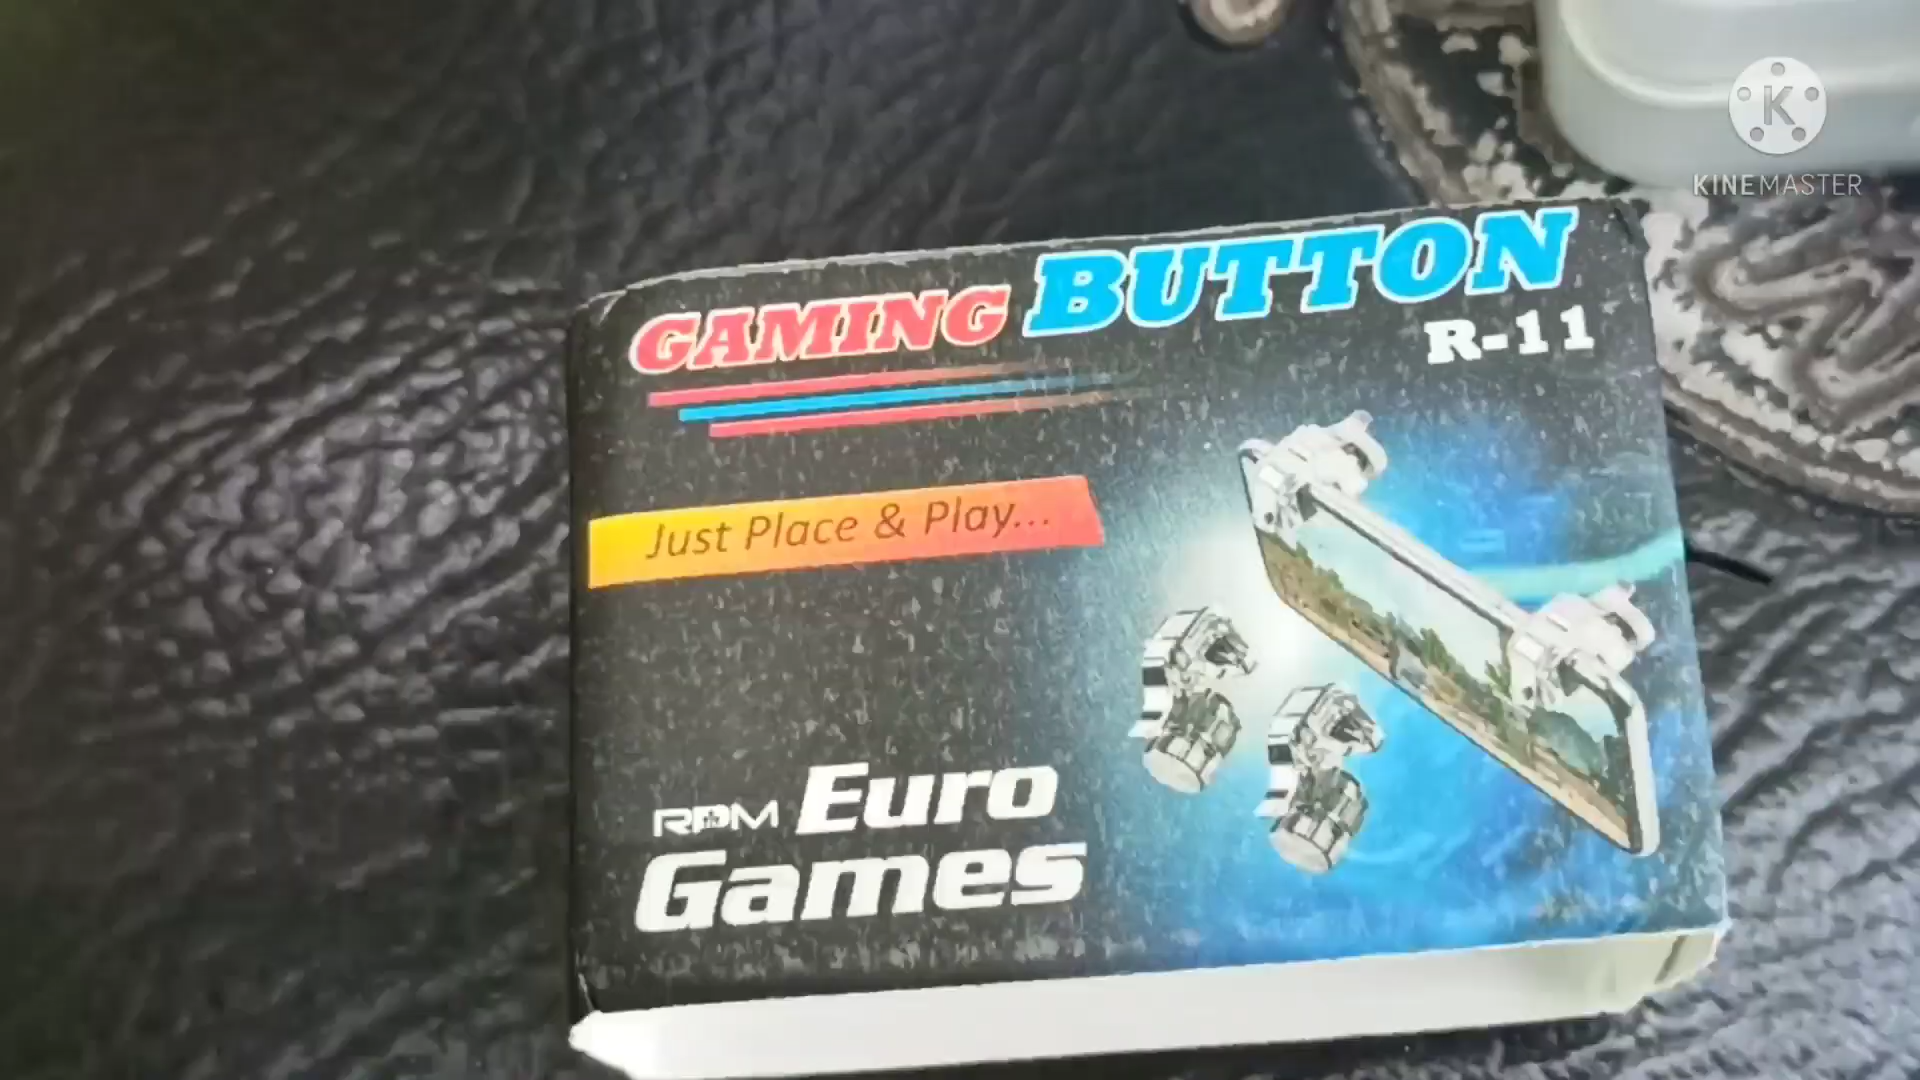 K
KINEMASTER
GAMING BUTTON
R-11
Just Place & Play...
RPM Euro
Games